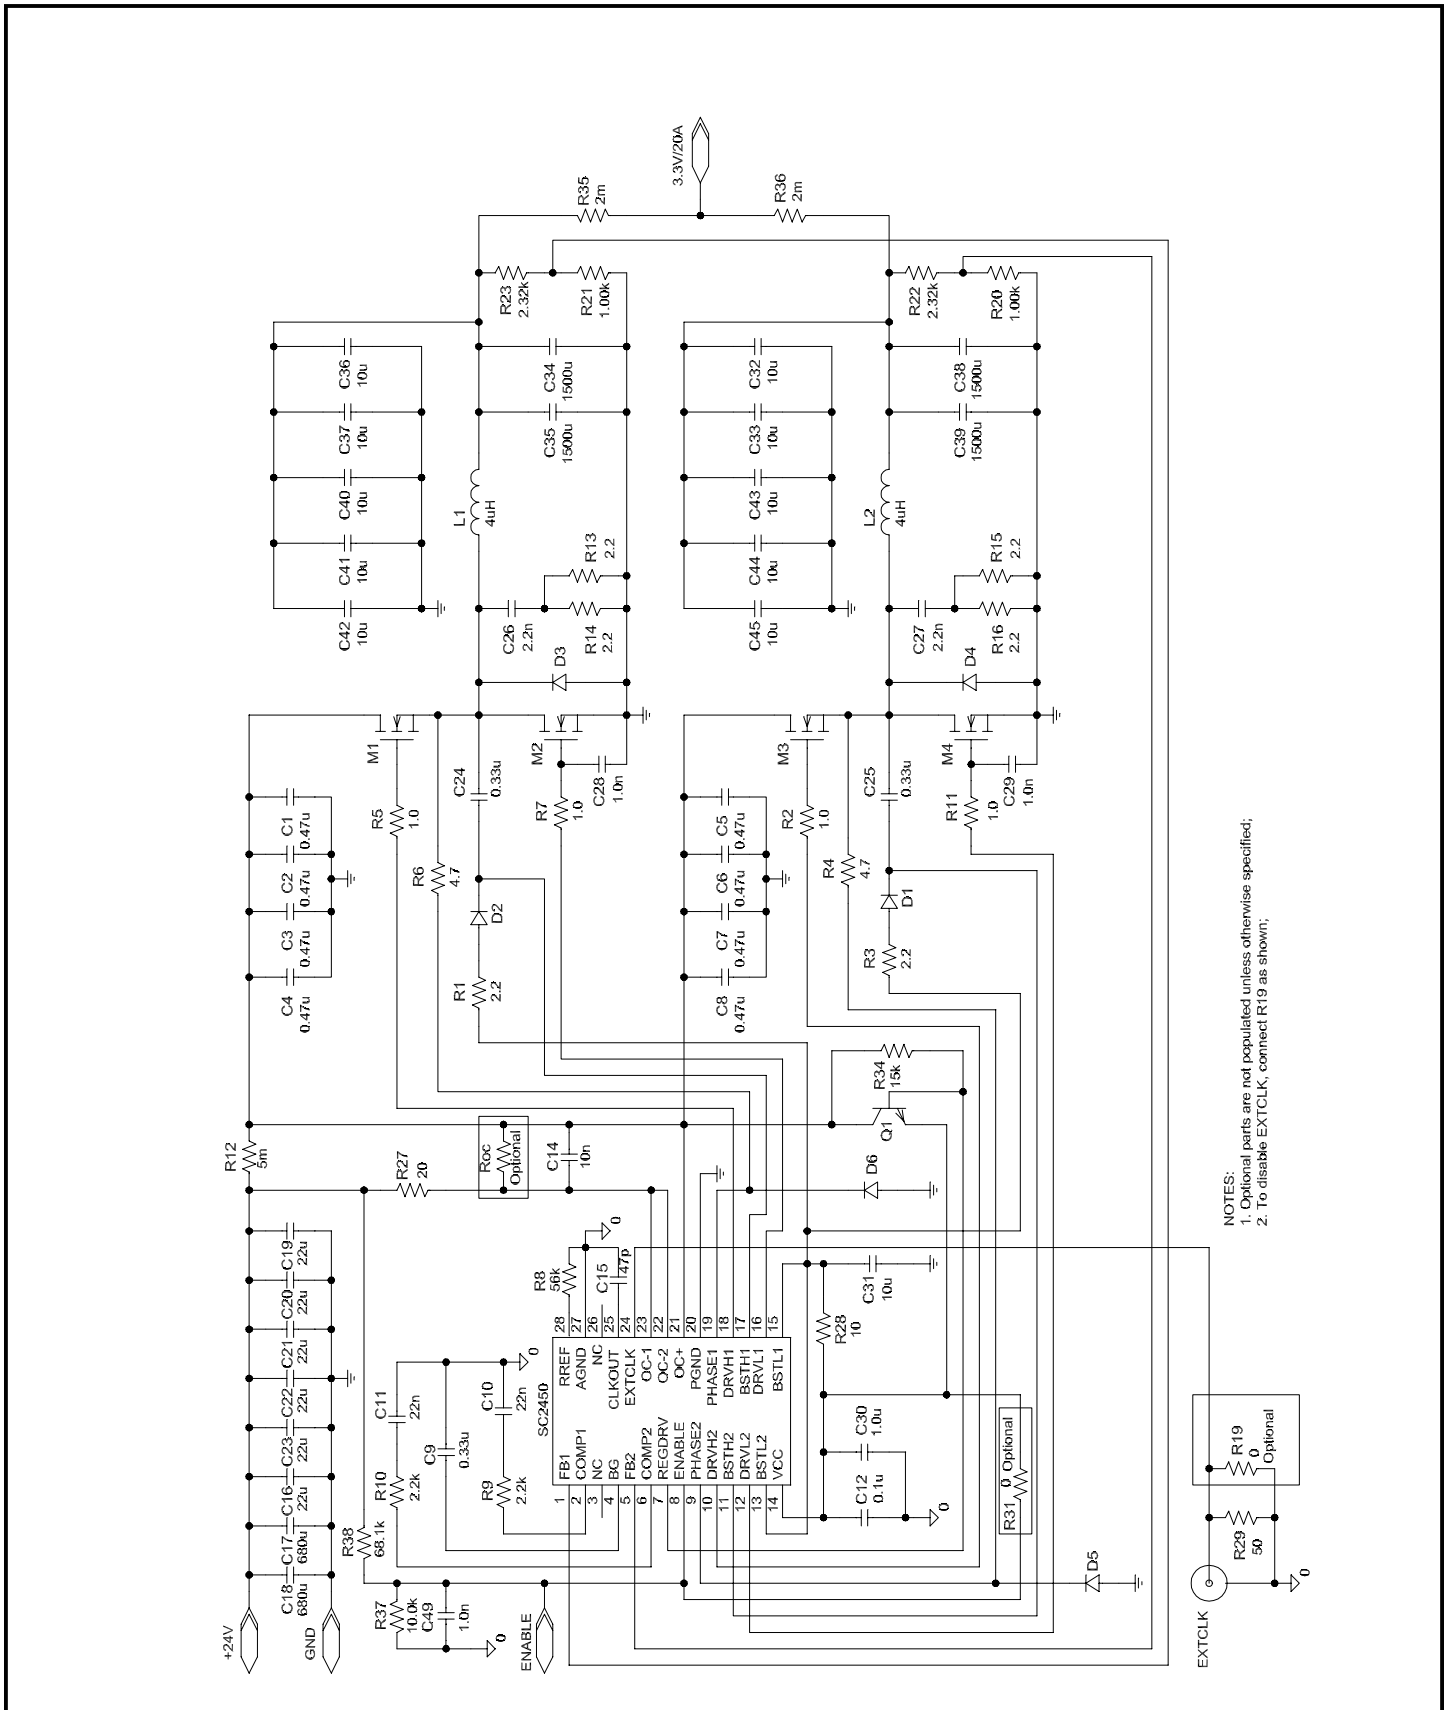 +24V
GND
ENABLE
EXTCLK
3.3V/20A
C18
680u
C17
680u
C16
22u
C23
22u
C22
22u
C21
22u
C20
22u
C19
22u
R12
5m
C4
0.47u
C3
0.47u
C2
0.47u
C1
0.47u
R38
68.1k
R37
10.0k
C49
1.0n
0
R27
20
Roc
Optional
C14
10n
R10
2.2k
C11
22n
C9
0.33u
R9
2.2k
C10
22n
0
R8
56k
C15
47p
0
SC2450
1
2
3
4
5
6
7
8
9
10
11
12
13
14
FB1
COMP1
NC
BG
FB2
COMP2
REGDRV
ENABLE
PHASE2
DRVH2
BSTH2
DRVL2
BSTL2
VCC
RREF
AGND
NC
CLKOUT
EXTCLK
OC-1
OC-2
OC+
PGND
PHASE1
DRVH1
BSTH1
DRVL1
BSTL1
28
27
26
25
24
23
22
21
20
19
18
17
16
15
R5
1.0
M1
R6
4.7
R1
2.2
D2
C24
0.33u
R7
1.0
M2
C28
1.0n
D3
C26
2.2n
R14
2.2
R13
2.2
L1
4uH
C42
10u
C41
10u
C40
10u
C37
10u
C36
10u
C35
1500u
C34
1500u
R23
2.32k
R21
1.00k
R35
2m
R36
2m
C8
0.47u
C7
0.47u
C6
0.47u
C5
0.47u
R2
1.0
M3
R4
4.7
R3
2.2
D1
C25
0.33u
R11
1.0
M4
C29
1.0n
D4
C27
2.2n
R16
2.2
R15
2.2
L2
4uH
C45
10u
C44
10u
C43
10u
C33
10u
C32
10u
C39
1500u
C38
1500u
R22
2.32k
R20
1.00k
R34
15k
Q1
D6
C31
10u
R28
10
C30
1.0u
C12
0.1u
0
R31
0 Optional
D5
R29
50
R19
0
Optional
0
NOTES:
1. Optional parts are not populated unless otherwise specified;
2. To disable EXTCLK, connect R19 as shown;